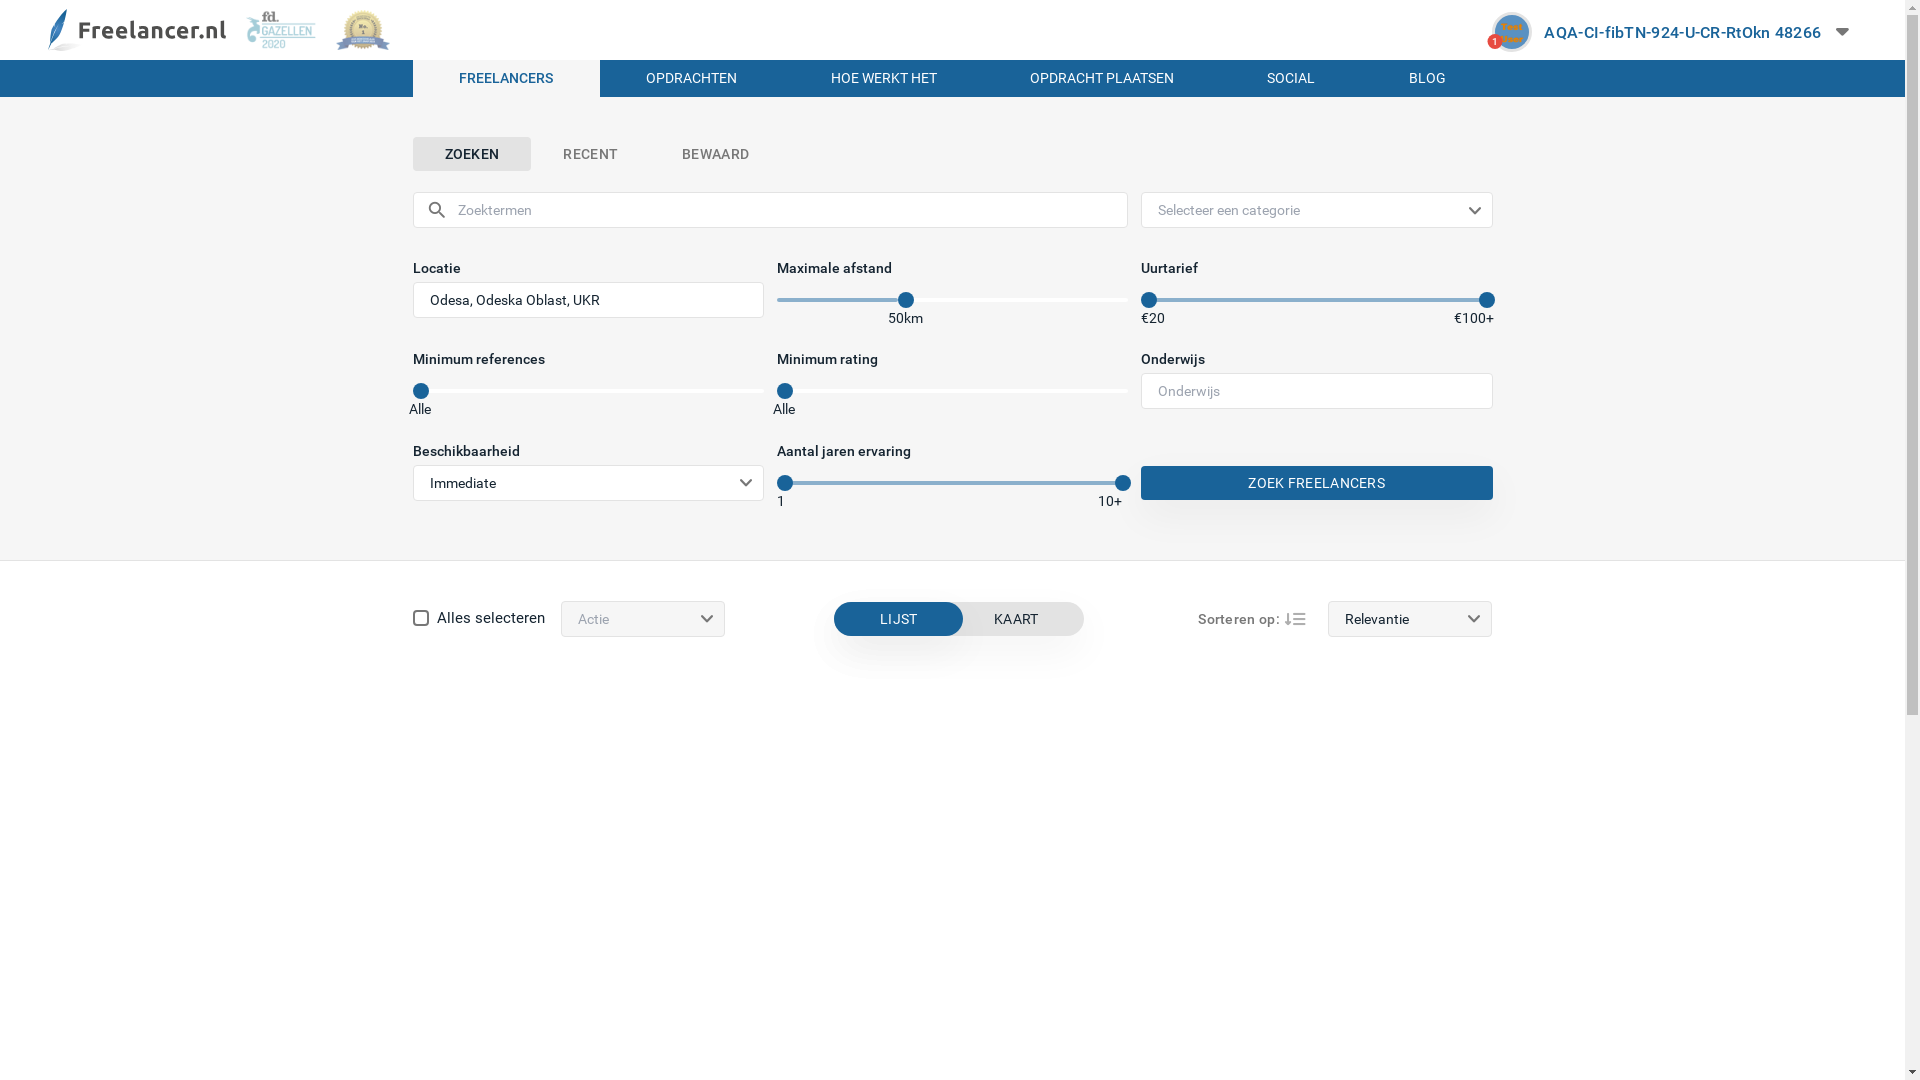 Freelancer.nl
fd.
GAZELLEN
2020
No.
1
1
AQA-CI-fibTN-924-U-CR-RtOkn 48266
FREELANCERS
OPDRACHTEN
HOE WERKT HET
OPDRACHT PLAATSEN
SOCIAL
BLOG
ZOEKEN
RECENT
BEWAARD
Zoektermen
Selecteer een categorie
Locatie
Maximale afstand
Uurtarief
Odesa, Odeska Oblast, UKR
50km
€20
€100+
Minimum references
Minimum rating
Onderwijs
Onderwijs
Alle
Alle
Beschikbaarheid
Aantal jaren ervaring
Immediate
ZOEK FREELANCERS
1
10+
Alles selecteren
Actie
LIJST
KAART
Sorteren op:
Relevantie